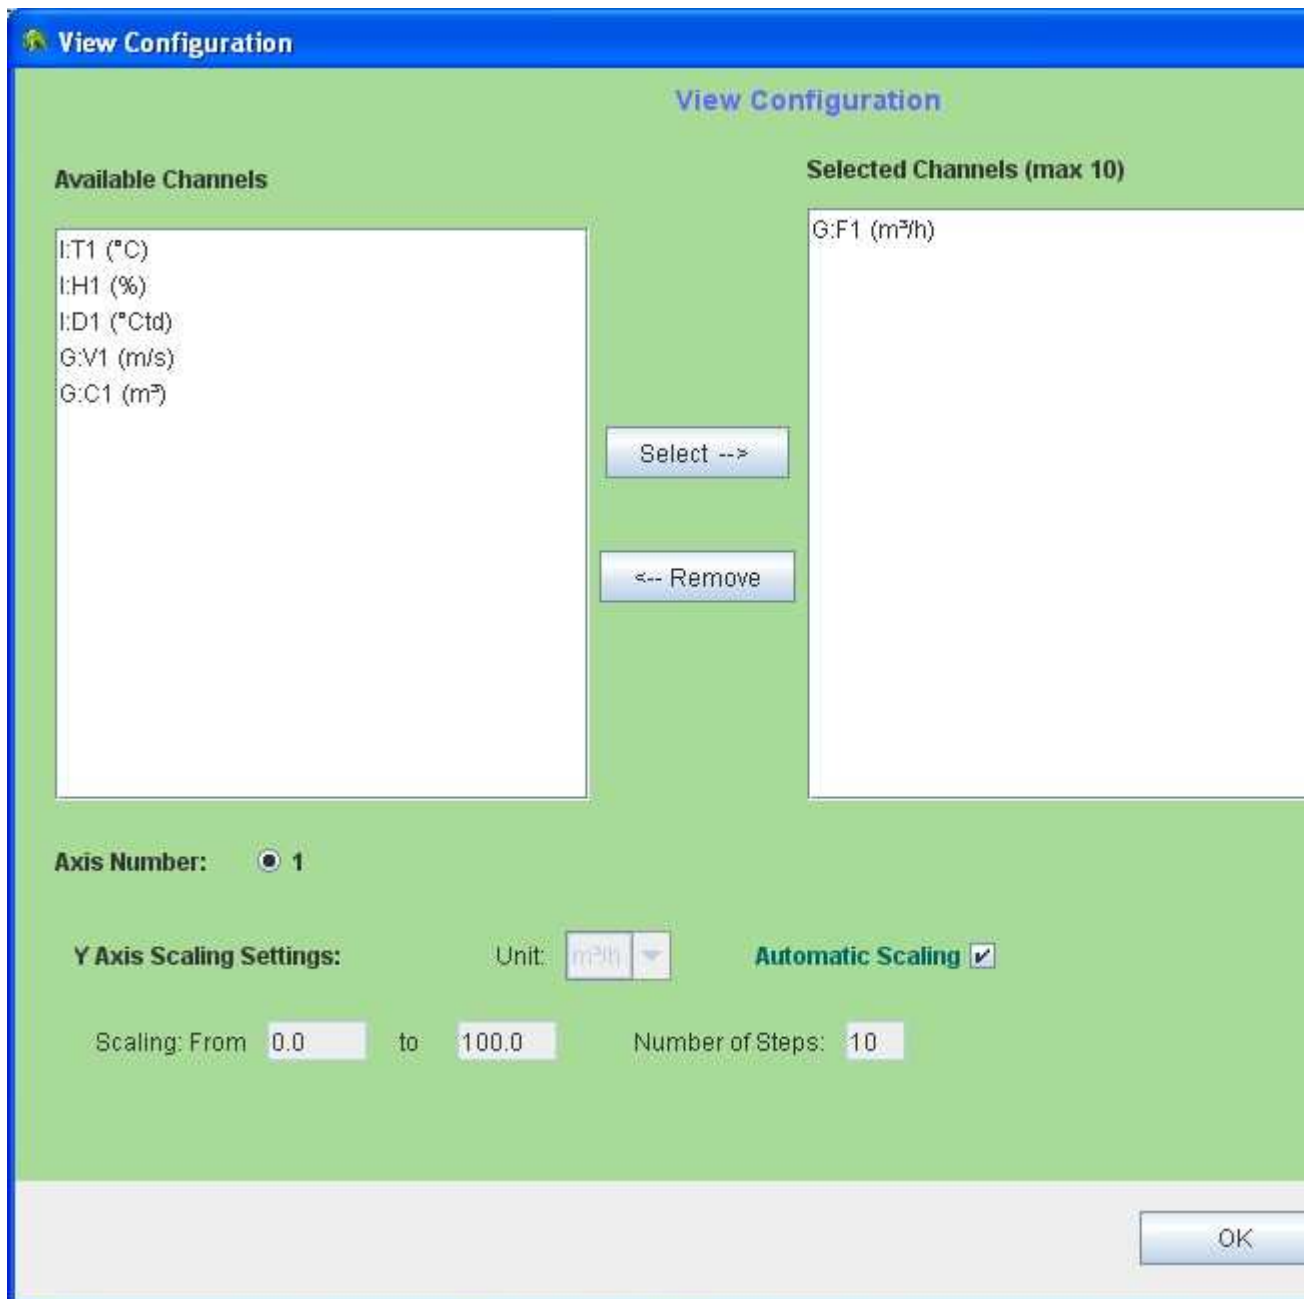 View Configuration
View Configuration
Available Channels
Selected Channels (max 10)
I:T1 (°C)
I:H1 (%)
I:D1 (°Ctd)
G:V1 (m/s)
G:C1 (m³)
G:F1 (m³/h)
Select -->
<-- Remove
Axis Number: 1
Y Axis Scaling Settings: Unit: m³/h Automatic Scaling
Scaling: From 0.0 to 100.0 Number of Steps: 10
OK